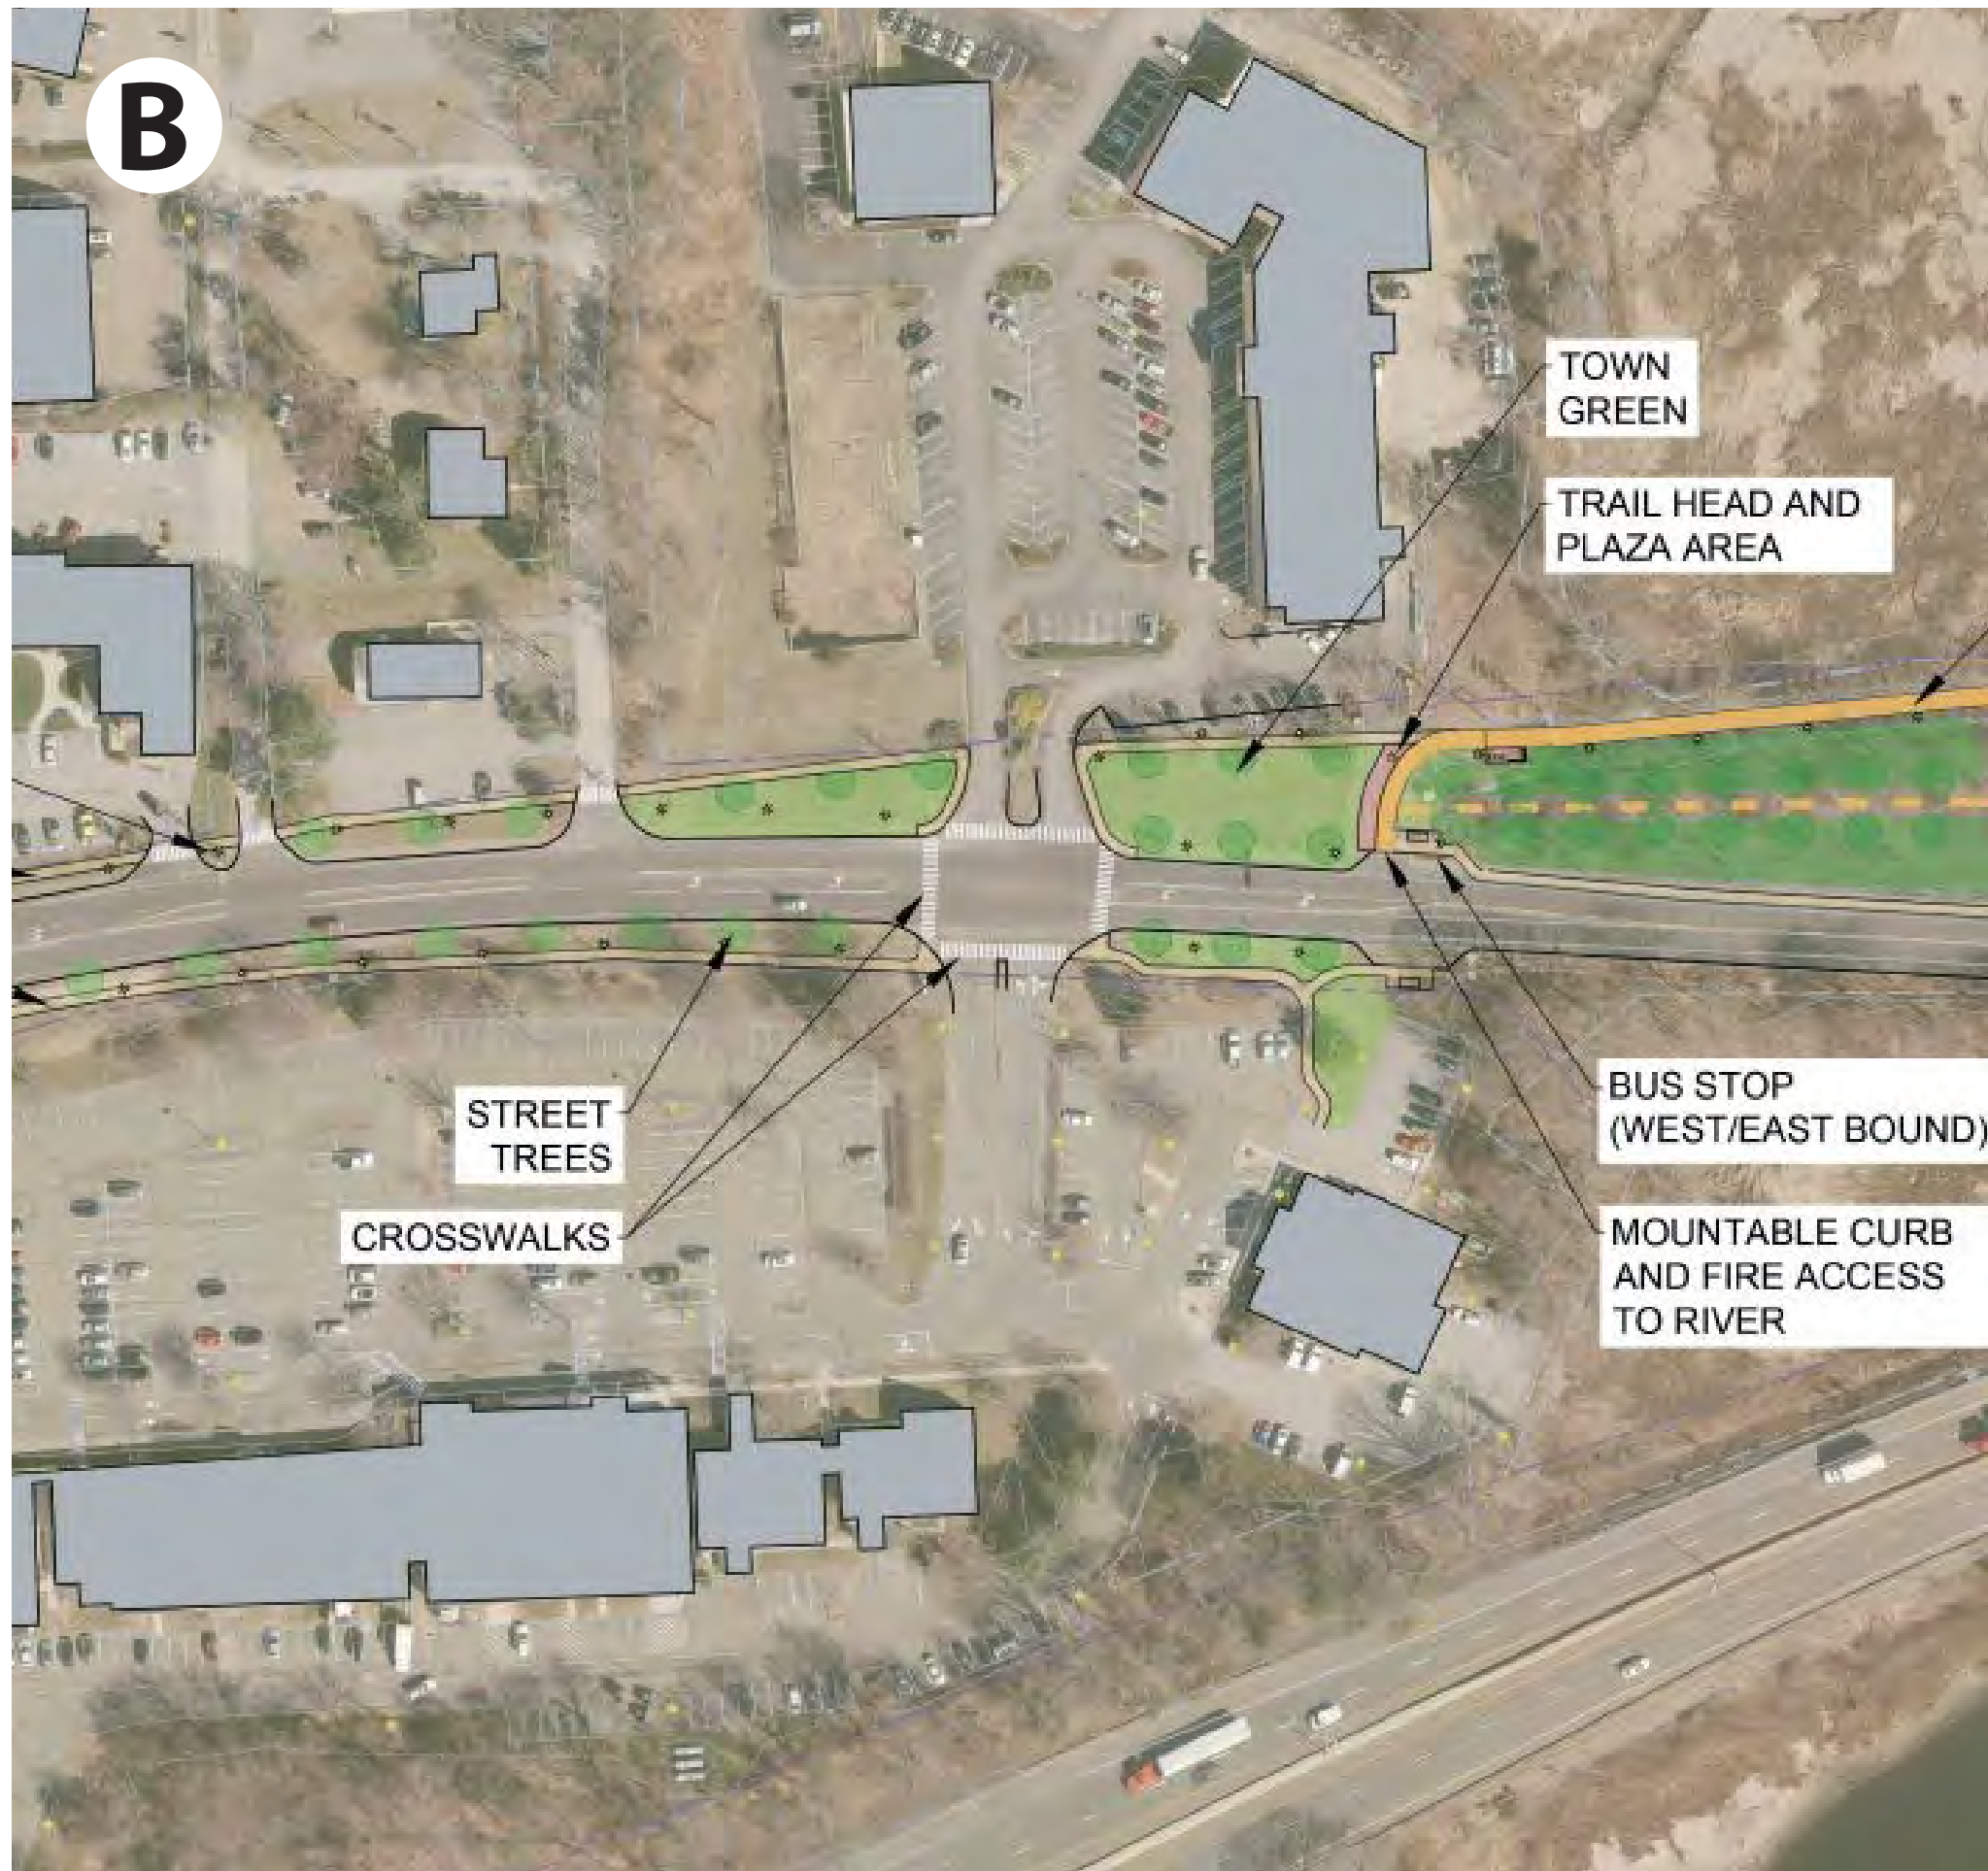 B
TOWN
GREEN
TRAIL HEAD AND
PLAZA AREA
BUS STOP
(WEST/EAST BOUND)
STREET
TREES
CROSSWALKS
MOUNTABLE CURB
AND FIRE ACCESS
TO RIVER